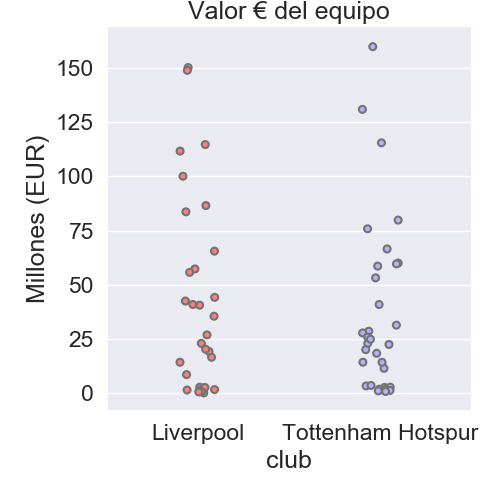 Valor € del equipo
Millones (EUR)
150
125
100
75
50
25
0
Liverpool
Tottenham Hotspur
club